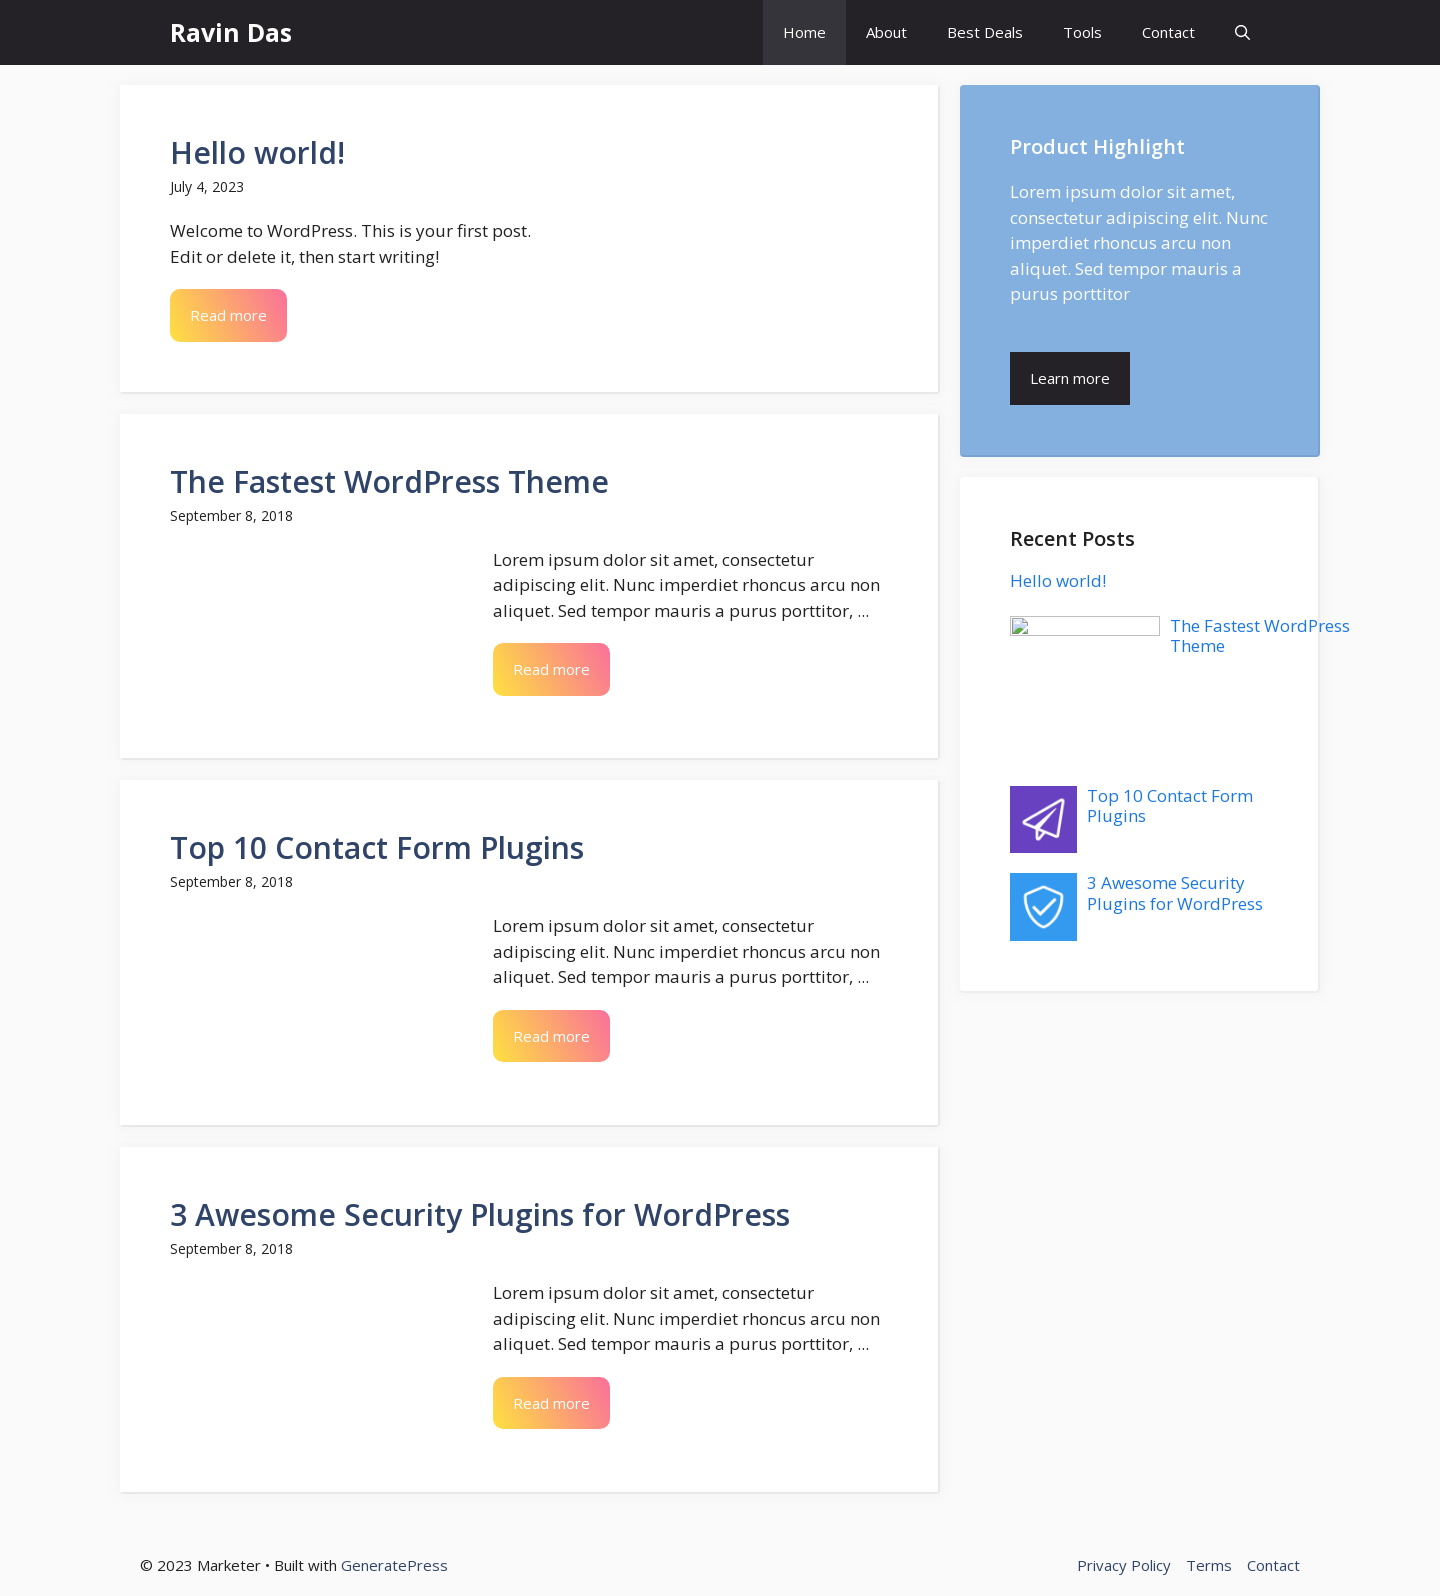 Ravin Das
Home
About
Best Deals
Tools
Contact
Hello world!
July 4, 2023
Welcome to WordPress. This is your first post.
Edit or delete it, then start writing!
Read more
The Fastest WordPress Theme
September 8, 2018
Lorem ipsum dolor sit amet, consectetur
adipiscing elit. Nunc imperdiet rhoncus arcu non
aliquet. Sed tempor mauris a purus porttitor, ...
Read more
Top 10 Contact Form Plugins
September 8, 2018
Lorem ipsum dolor sit amet, consectetur
adipiscing elit. Nunc imperdiet rhoncus arcu non
aliquet. Sed tempor mauris a purus porttitor, ...
Read more
3 Awesome Security Plugins for WordPress
September 8, 2018
Lorem ipsum dolor sit amet, consectetur
adipiscing elit. Nunc imperdiet rhoncus arcu non
aliquet. Sed tempor mauris a purus porttitor, ...
Read more
Product Highlight
Lorem ipsum dolor sit amet,
consectetur adipiscing elit. Nunc
imperdiet rhoncus arcu non
aliquet. Sed tempor mauris a
purus porttitor
Learn more
Recent Posts
Hello world!
The Fastest WordPress
Theme
Top 10 Contact Form
Plugins
3 Awesome Security
Plugins for WordPress
© 2023 Marketer • Built with GeneratePress
Privacy Policy
Terms
Contact